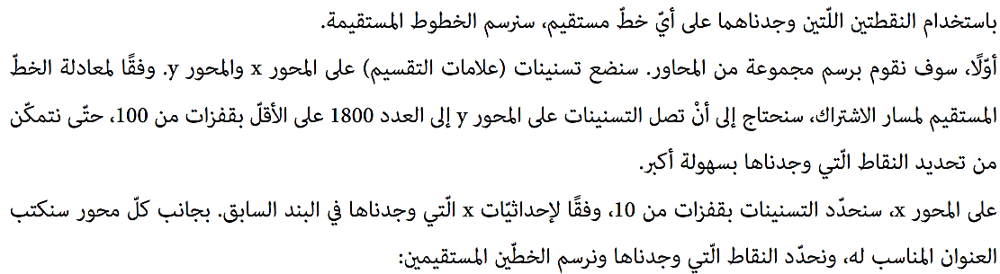 باستخدام النقطتين اللّتين وجدناهما على أيّ خطّ مستقيم، سنرسم الخطوط المستقيمة.
أوّلًا، سوف نقوم برسم مجموعة من المحاور. سنضع تسنينات (علامات التقسيم) على المحور x والمحور y. وفقًا لمعادلة الخطّ
المستقيم لمسار الاشتراك، سنحتاج إلى أنْ تصل التسنينات على المحور y إلى العدد 1800 على الأقلّ بقفزات من 100، حتّى نتمكّن
من تحديد النقاط الّتي وجدناها بسهولة أكبر.
على المحور x، سنحدّد التسنينات بقفزات من 10، وفقًا لإحداثيّات x الّتي وجدناها في البند السابق. بجانب كلّ محور سنكتب
العنوان المناسب له، ونحدّد النقاط الّتي وجدناها ونرسم الخطّين المستقيمين: